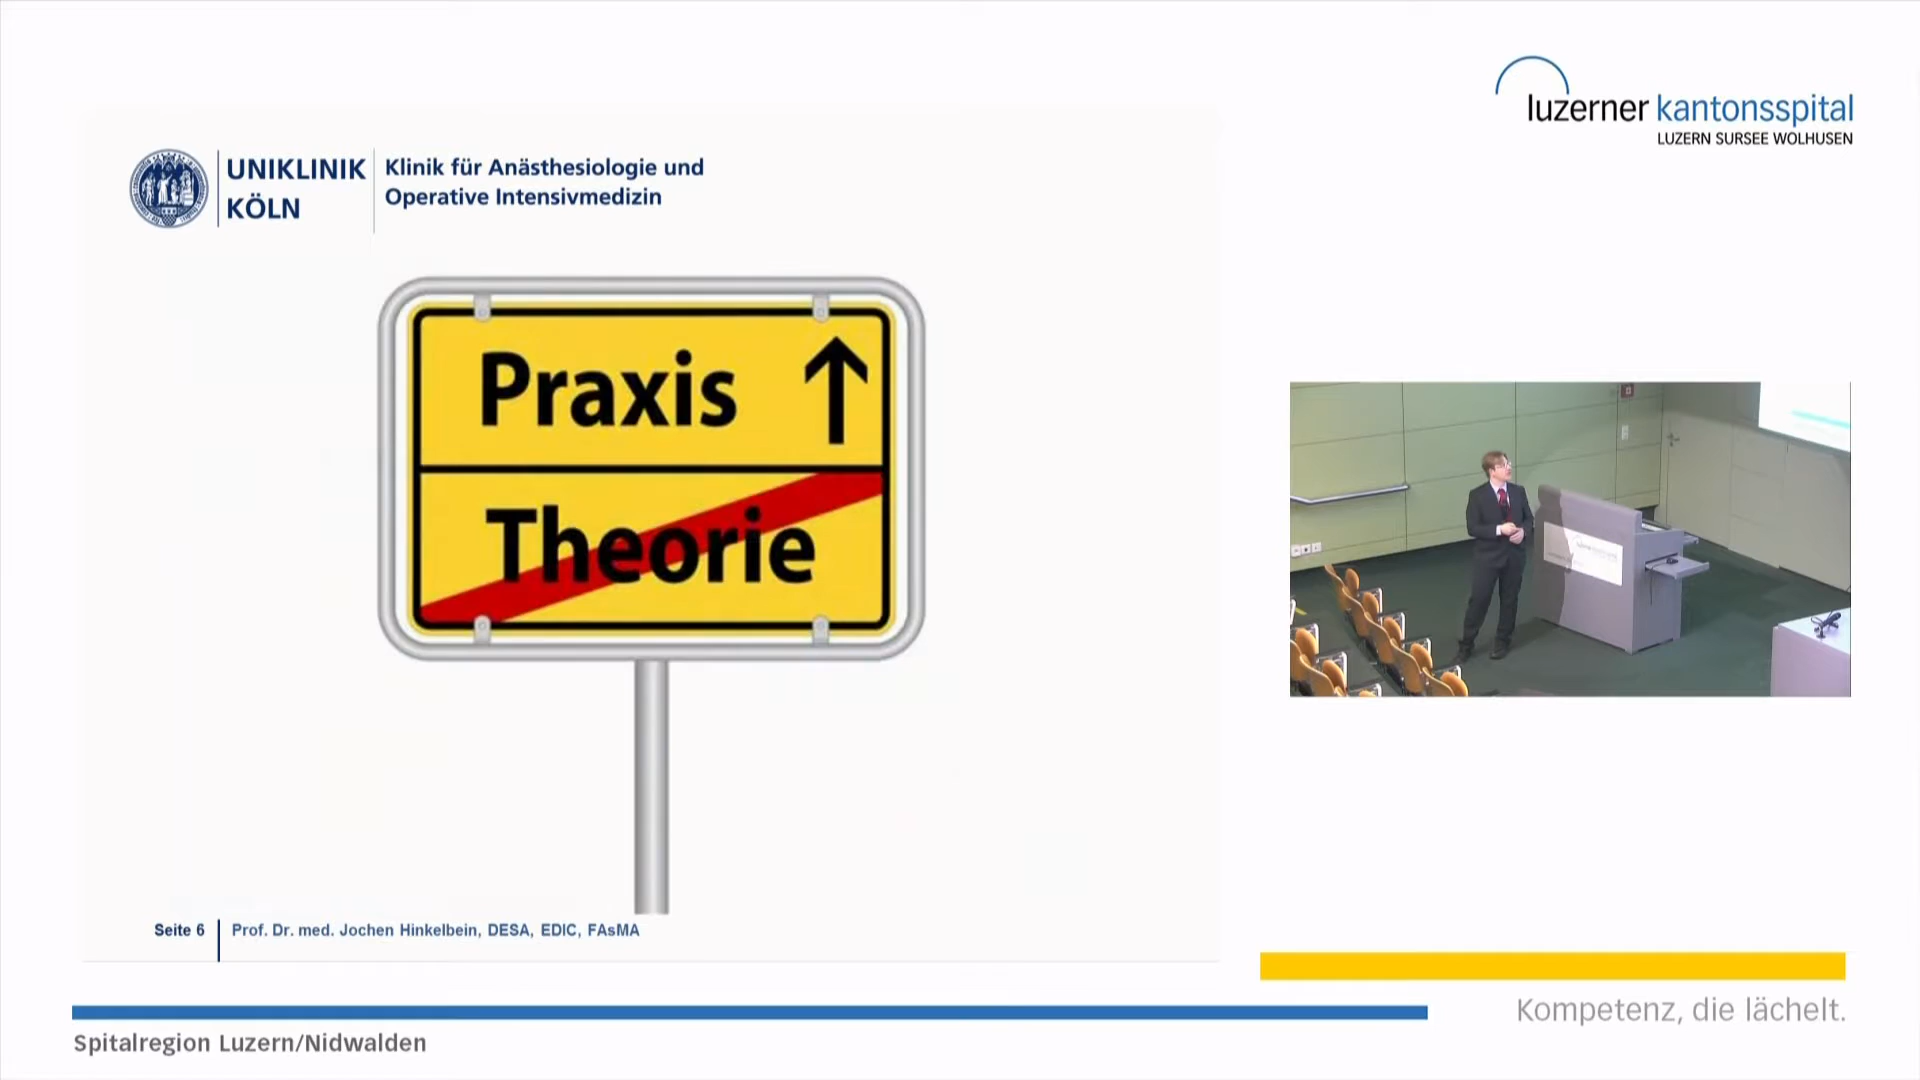 luzerner kantonsspital
LUZERN SURSEE WOLHUSEN
UNIKLINIK
KÖLN
Klinik für Anästhesiologie und
Operative Intensivmedizin
Praxis ↑
Theorie
Seite 6
Prof. Dr. med. Jochen Hinkelbein, DESA, EDIC, FAsMA
Kompetenz, die lächelt.
Spitalregion Luzern/Nidwalden